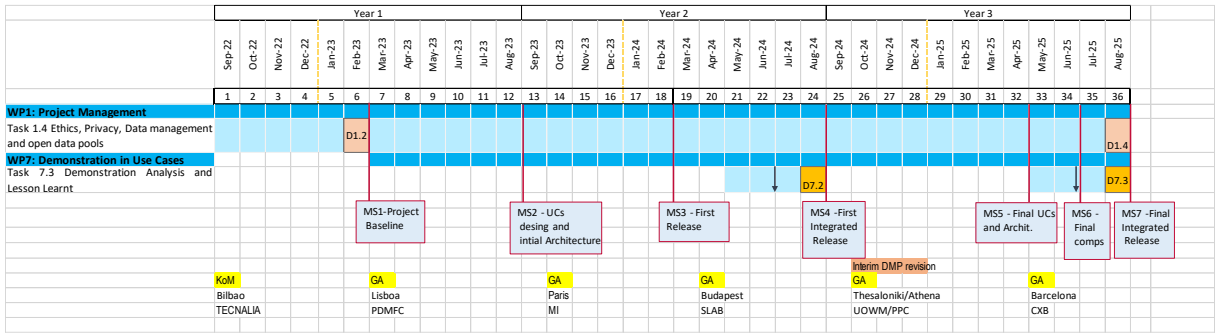 Year 1 Year 2 Year 3
Sep-22 Oct-22 Nov-22 Dec-22 Jan-23 Feb-23 Mar-23 Apr-23 May-23 Jun-23 Jul-23 Aug-23 Sep-23 Oct-23 Nov-23 Dec-23 Jan-24 Feb-24 Mar-24 Apr-24 May-24 Jun-24 Jul-24 Aug-24 Sep-24 Oct-24 Nov-24 Dec-24 Jan-25 Feb-25 Mar-25 Apr-25 May-25 Jun-25 Jul-25 Aug-25
1 2 3 4 5 6 7 8 9 10 11 12 13 14 15 16 17 18 19 20 21 22 23 24 25 26 27 28 29 30 31 32 33 34 35 36
WP1: Project Management
Task 1.4 Ethics, Privacy, Data management
and open data pools
D1.2 D1.4
WP7: Demonstration in Use Cases
Task 7.3 Demonstration Analysis and
Lesson Learnt
D7.2 D7.3
MS1-Project
Baseline
MS2 - UCs
desing and
intial Architecture
MS3 - First
Release
MS4 -First
Integrated
Release
MS5 - Final UCs
and Archit.
MS6 -
Final
comps
MS7 -Final
Integrated
Release
Interim DMP revision
KoM GA GA GA GA GA
Bilbao Lisboa Paris Budapest Thesaloniki/Athena Barcelona
TECNALIA PDMFC MI SLAB UOWM/PPC CXB